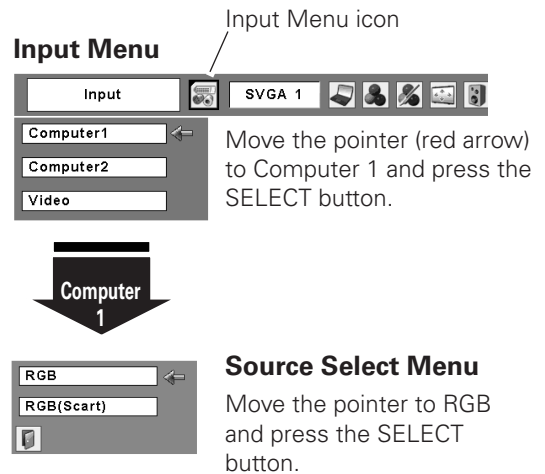 Input Menu icon
Input Menu
Input
SVGA 1
Computer1
Computer2
Video
Move the pointer (red arrow)
to Computer 1 and press the
SELECT button.
Computer
1
RGB
RGB(Scart)
Source Select Menu
Move the pointer to RGB
and press the SELECT
button.